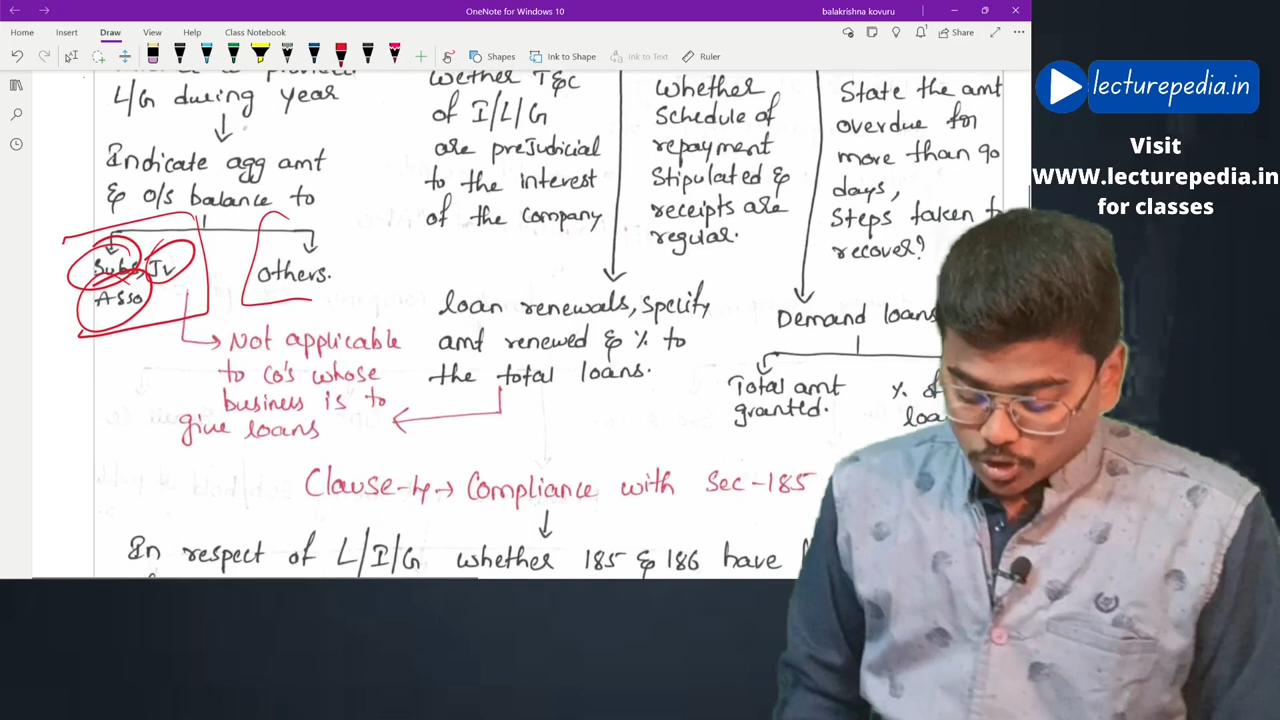 OneNote for Windows 10
balakrishna kovuru
Home Insert Draw View Help Class Notebook
Share
Shapes Ink to Shape Ink to Text Ruler
L/G during year
Indicate agg amt
& o/s balance to
Subs, JV
Asso
others.
Not applicable
to co's whose
business is to
give loans
wether T&C
of I/L/G
are prejudicial
to the interest
of the company
loan renewals, specify
amt renewed & % to
the total loans.
whether
Schedule of
repayment
Stipulated &
receipts are
regular.
State the amt
overdue for
more than 90
days,
Steps taken to
recover?
Demand loans
Total amt
granted.
% of
loa
Clause-4 → Compliance with Sec-185
In respect of L/I/G whether 185 & 186 have
lecturepedia.in
Visit
WWW.lecturepedia.in
for classes